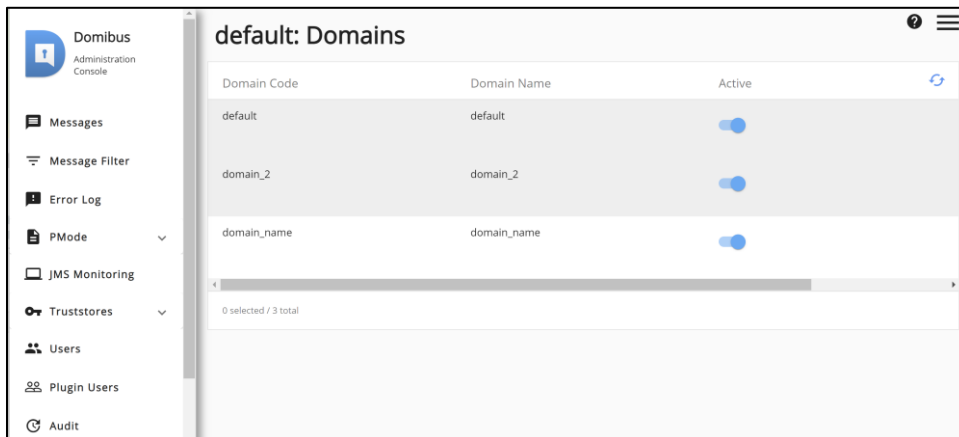 Domibus
Administration
Console
Messages
Message Filter
Error Log
PMode
JMS Monitoring
Truststores
Users
Plugin Users
Audit
default: Domains
Domain Code Domain Name Active
default default
domain_2 domain_2
domain_name domain_name
0 selected / 3 total